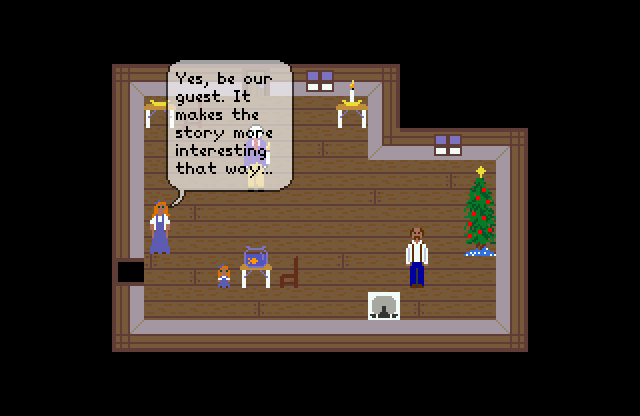 Yes, be our
guest. It
makes the
story more
interesting
that way...